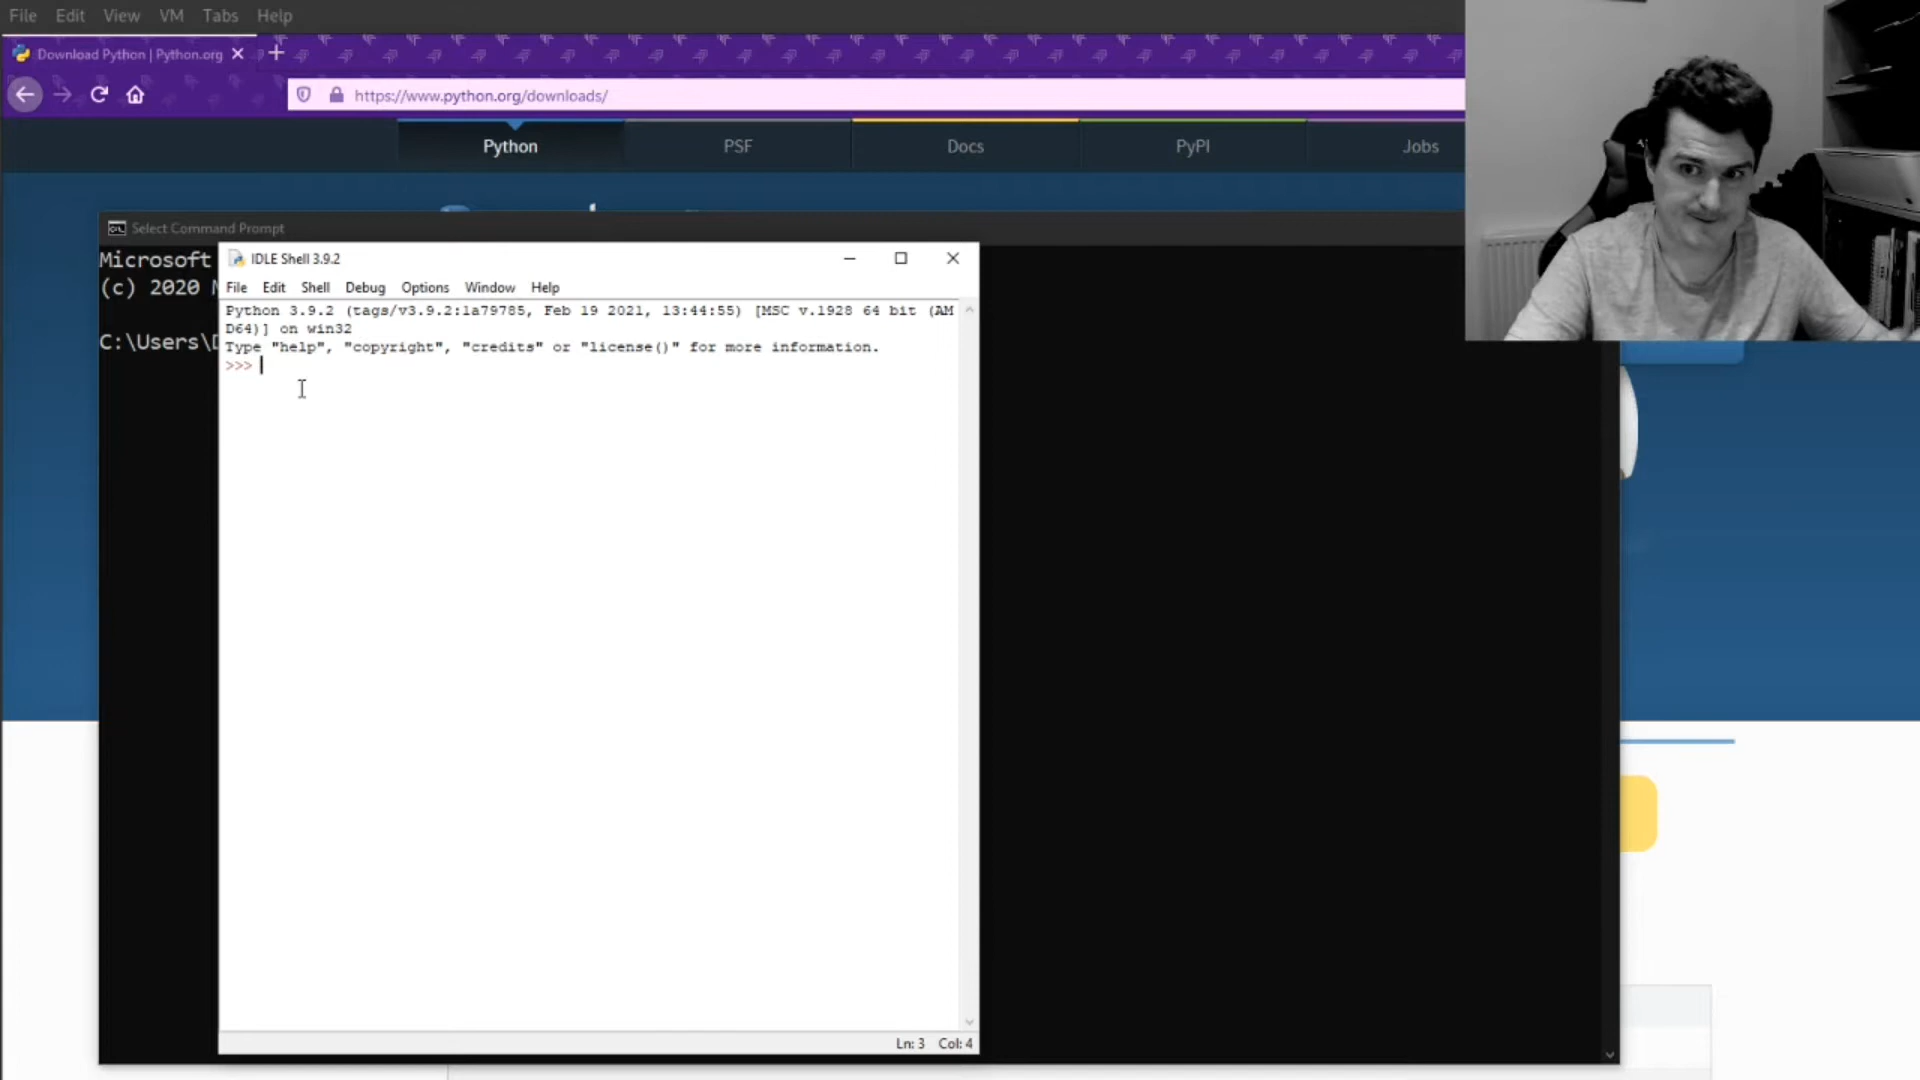 File Edit View VM Tabs Help
Download Python | Python.org
https://www.python.org/downloads/
Python PSF Docs PyPI Jobs
Select Command Prompt
Microsoft
(c) 2020
C:\Users\
IDLE Shell 3.9.2
File Edit Shell Debug Options Window Help
Python 3.9.2 (tags/v3.9.2:1a79785, Feb 19 2021, 13:44:55) [MSC v.1928 64 bit (AM
D64)] on win32
Type "help", "copyright", "credits" or "license()" for more information.
>>>
Ln: 3 Col: 4